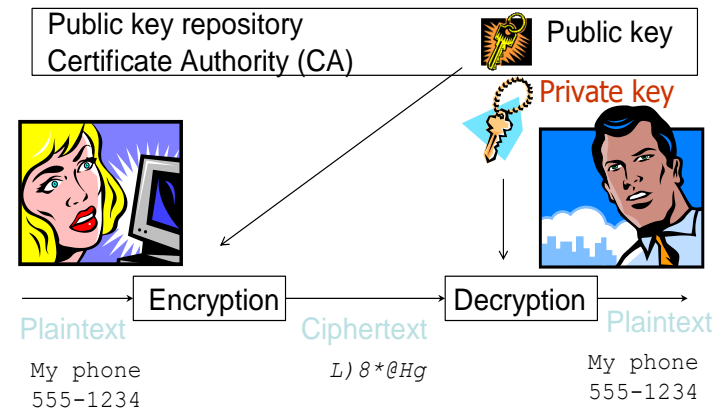 Public key repository
Certificate Authority (CA)
Public key
Private key
Encryption
Decryption
Plaintext
Ciphertext
Plaintext
My phone
555-1234
L)8*@Hg
My phone
555-1234